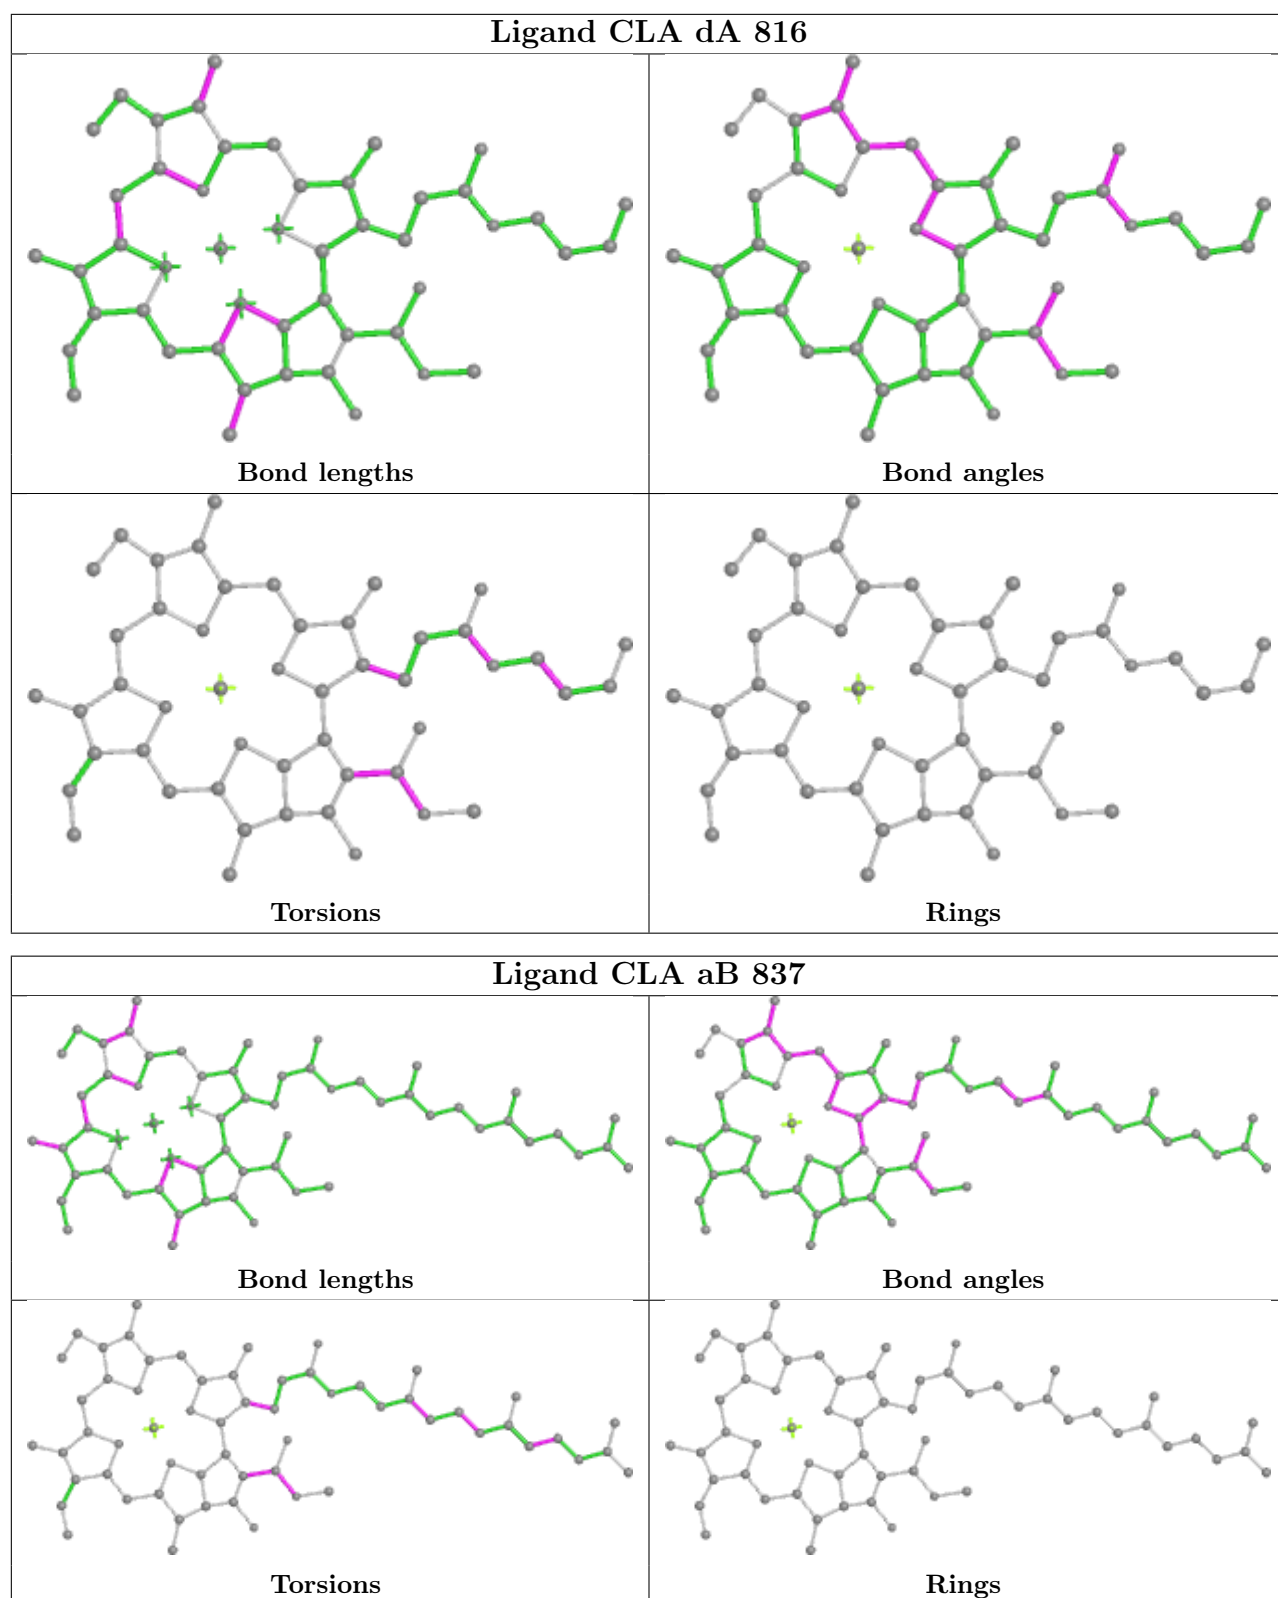 Ligand CLA dA 816
Bond lengths
Bond angles
Torsions
Rings
Ligand CLA aB 837
Bond lengths
Bond angles
Torsions
Rings